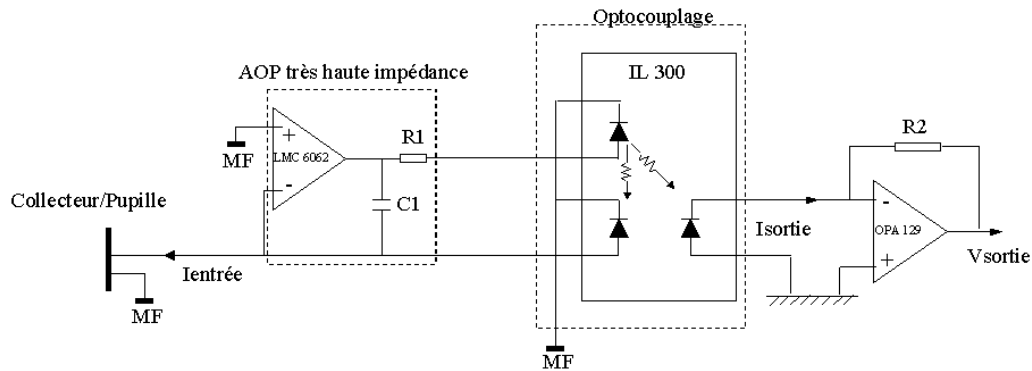 Optocouplage
AOP très haute impédance
IL 300
+
LMC 6062
-
MF
R1
C1
R2
Collecteur/Pupille
Ientrée
MF
Isortie
-
OPA 129
+
Vsortie
MF